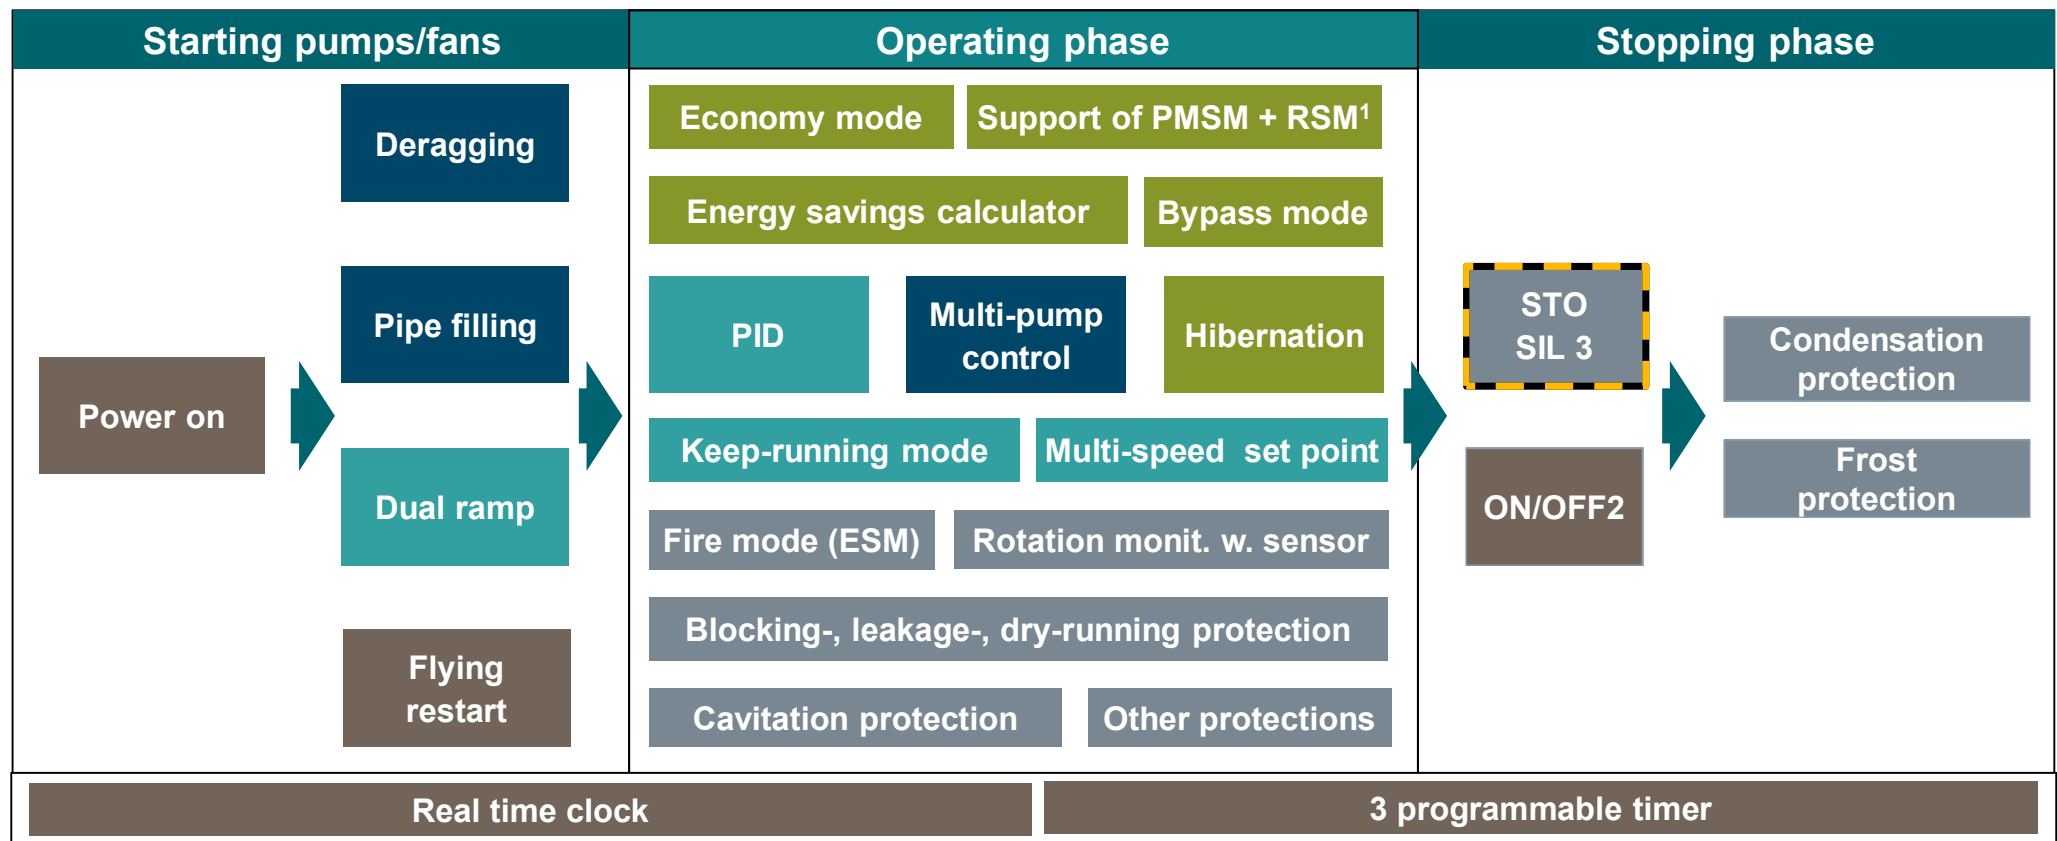 Starting pumps/fans
Operating phase
Stopping phase
Power on
Deragging
Pipe filling
Dual ramp
Flying
restart
Economy mode
Support of PMSM + RSM¹
Energy savings calculator
Bypass mode
PID
Multi-pump
control
Hibernation
Keep-running mode
Multi-speed set point
Fire mode (ESM)
Rotation monit. w. sensor
Blocking-, leakage-, dry-running protection
Cavitation protection
Other protections
STO
SIL 3
ON/OFF2
Condensation
protection
Frost
protection
Real time clock
3 programmable timer